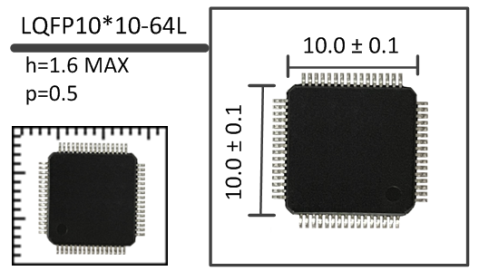 LQFP10*10-64L
h=1.6 MAX
p=0.5
10.0 ± 0.1
10.0 ± 0.1